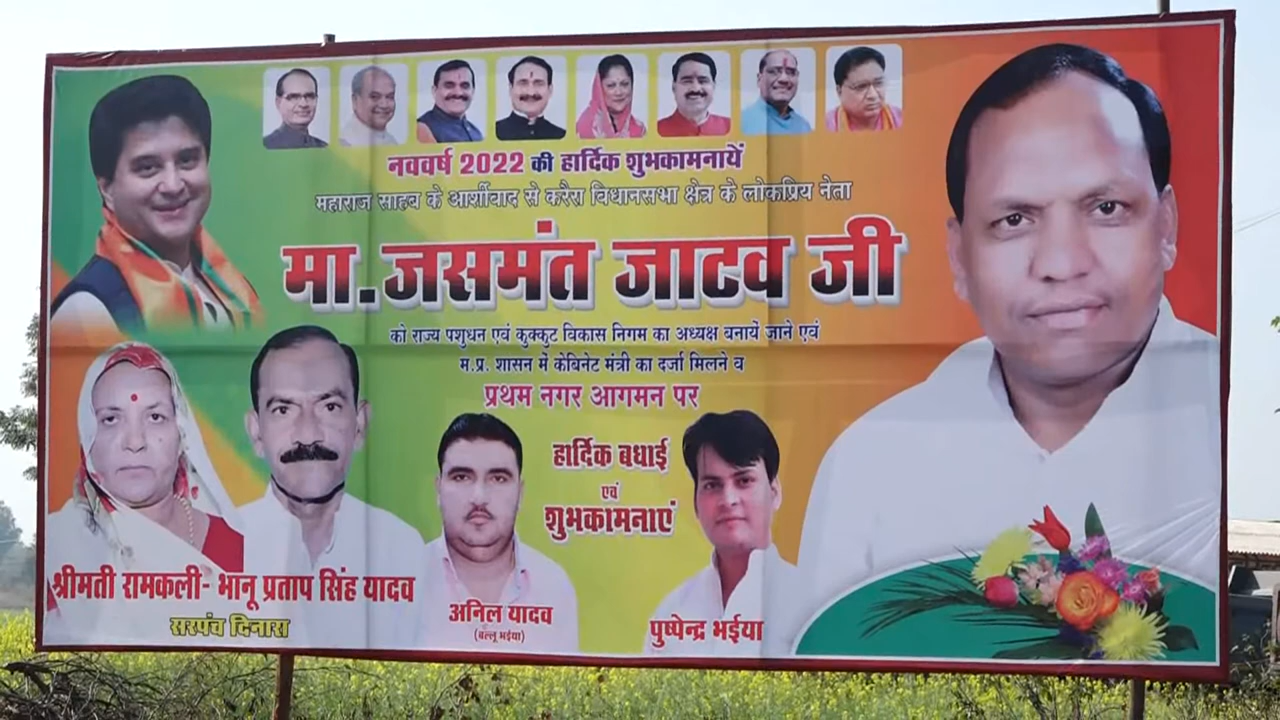 नववर्ष 2022 की हार्दिक शुभकामनायें
महाराज साहब के आर्शीवाद से करैरा विधानसभा क्षेत्र के लोकप्रिय नेता
मा. जसमंत जाटव जी
को राज्य पशुधन एवं कुक्कुट विकास निगम का अध्यक्ष बनायें जाने एवं
म.प्र. शासन में केबिनेट मंत्री का दर्जा मिलने व
प्रथम नगर आगमन पर
हार्दिक बधाई
एवं
शुभकामनाएं
श्रीमती रामकली- भानू प्रताप सिंह यादव
सरपंच दिनारा
अनिल यादव
(बल्लू भईया)
पुष्पेन्द्र भईया